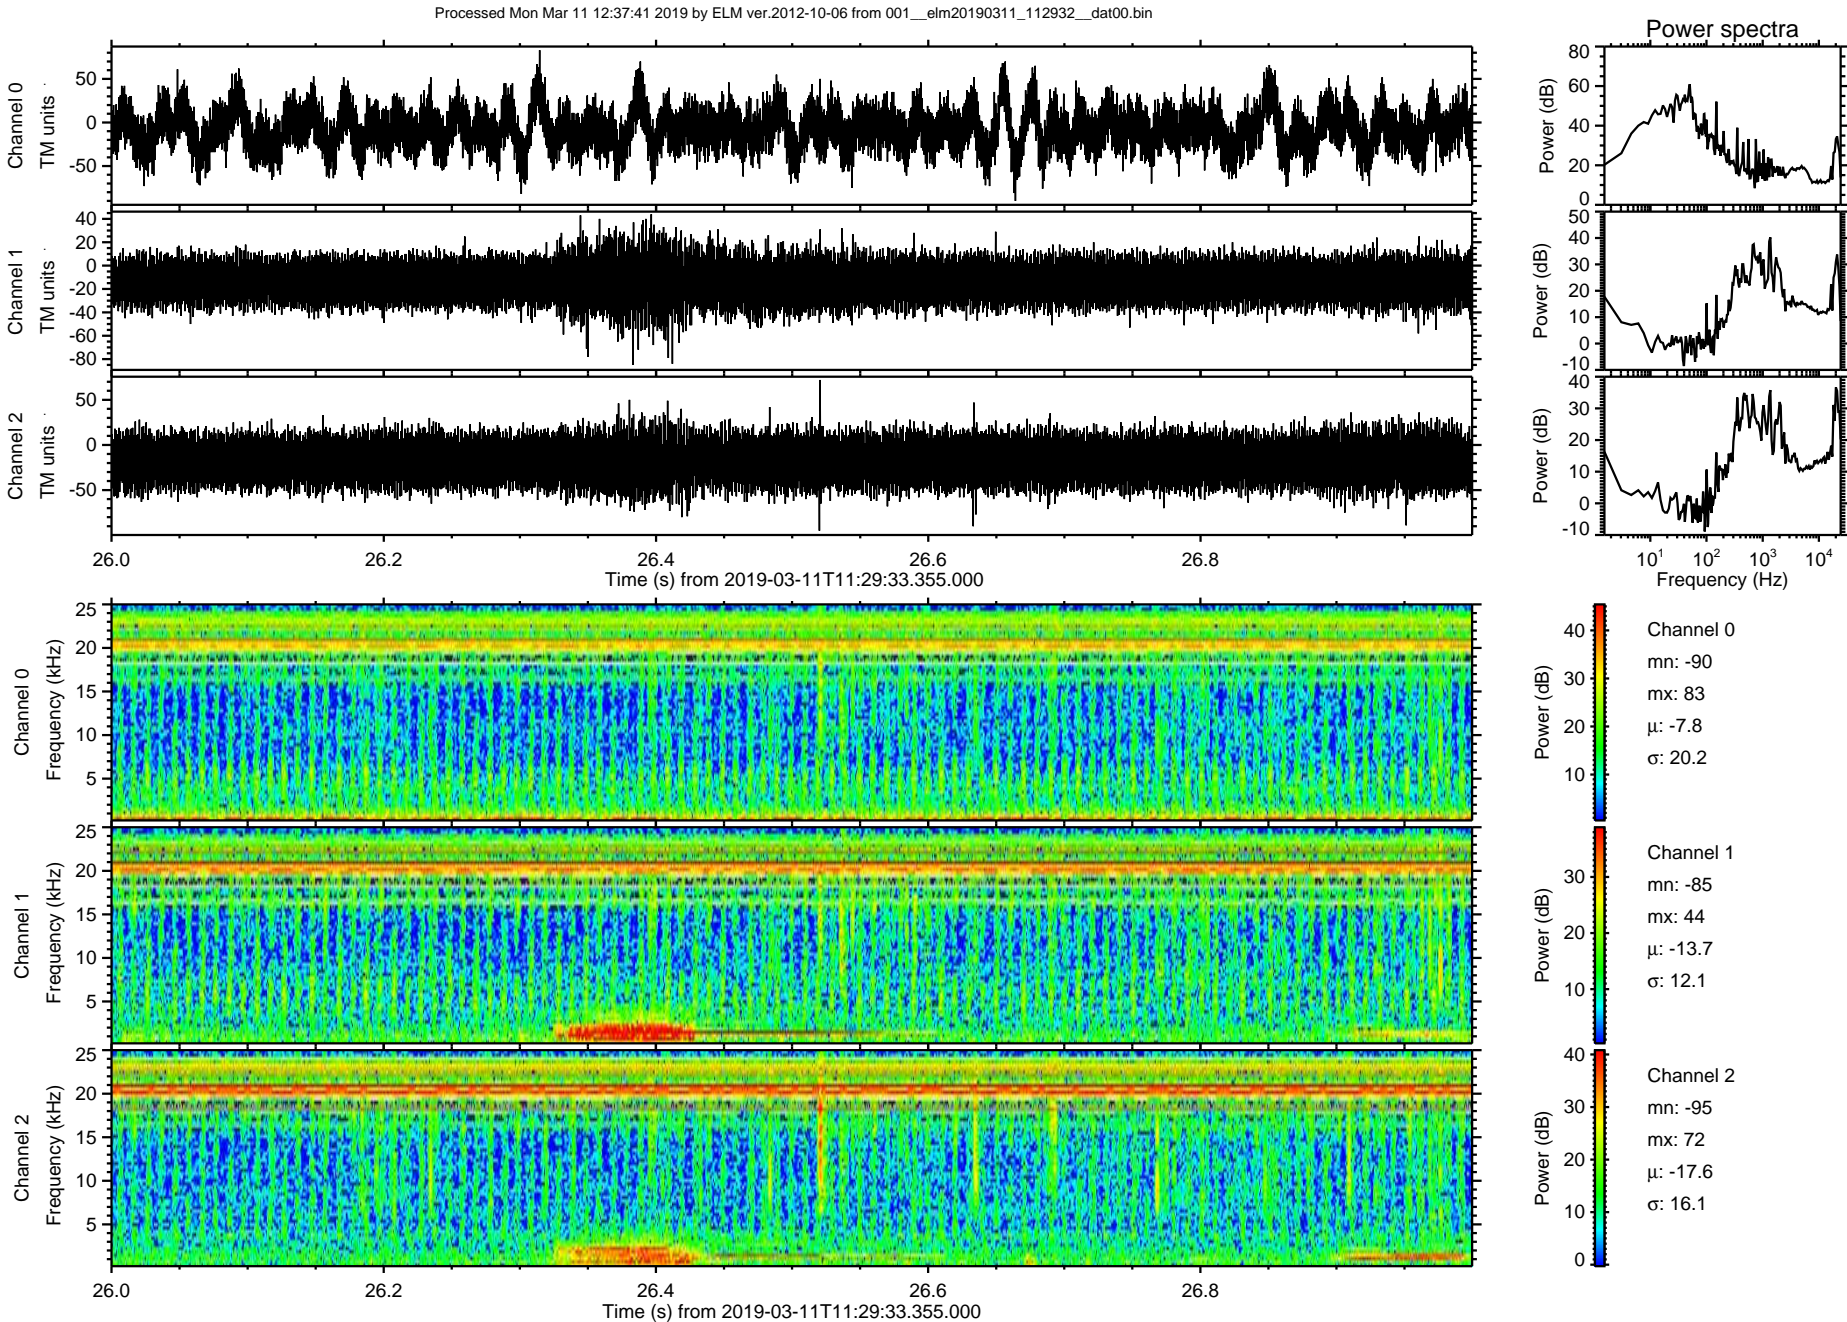 Processed Mon Mar 11 12:37:41 2019 by ELM ver.2012-10-06 from 001__elm20190311_112932__dat00.bin
Power spectra
Channel 0
TM units
50
0
-50
Power (dB)
80
60
40
20
0
Channel 1
TM units
40
20
0
-20
-40
-60
-80
Power (dB)
50
40
30
20
10
0
-10
Channel 2
TM units
50
0
-50
Power (dB)
40
30
20
10
0
-10
26.0 26.2 26.4 26.6 26.8
Time (s) from 2019-03-11T11:29:33.355.000
10¹ 10² 10³ 10⁴
Frequency (Hz)
Channel 0
Frequency (kHz)
25
20
15
10
5
Power (dB)
40
30
20
10
Channel 0
mn: -90
mx: 83
μ: -7.8
σ: 20.2
Channel 1
Frequency (kHz)
25
20
15
10
5
Power (dB)
30
20
10
Channel 1
mn: -85
mx: 44
μ: -13.7
σ: 12.1
Channel 2
Frequency (kHz)
25
20
15
10
5
Power (dB)
40
30
20
10
0
Channel 2
mn: -95
mx: 72
μ: -17.6
σ: 16.1
26.0 26.2 26.4 26.6 26.8
Time (s) from 2019-03-11T11:29:33.355.000